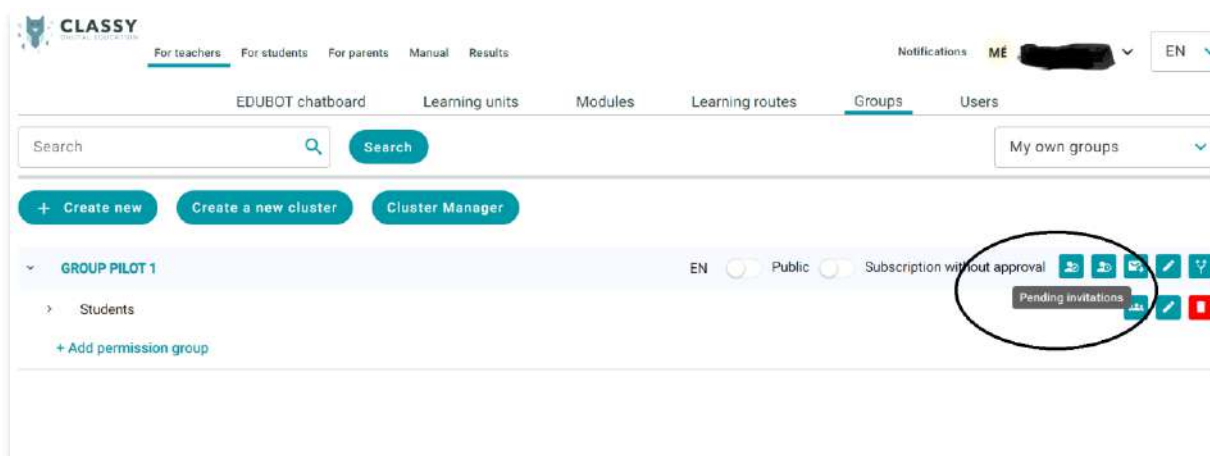 CLASSY
DIGITAL EDUCATION
For teachers For students For parents Manual Results
Notifications MÉ EN
EDUBOT chatboard Learning units Modules Learning routes Groups Users
Search Search My own groups
+ Create new Create a new cluster Cluster Manager
GROUP PILOT 1 EN Public Subscription without approval
Pending invitations
Students
+ Add permission group